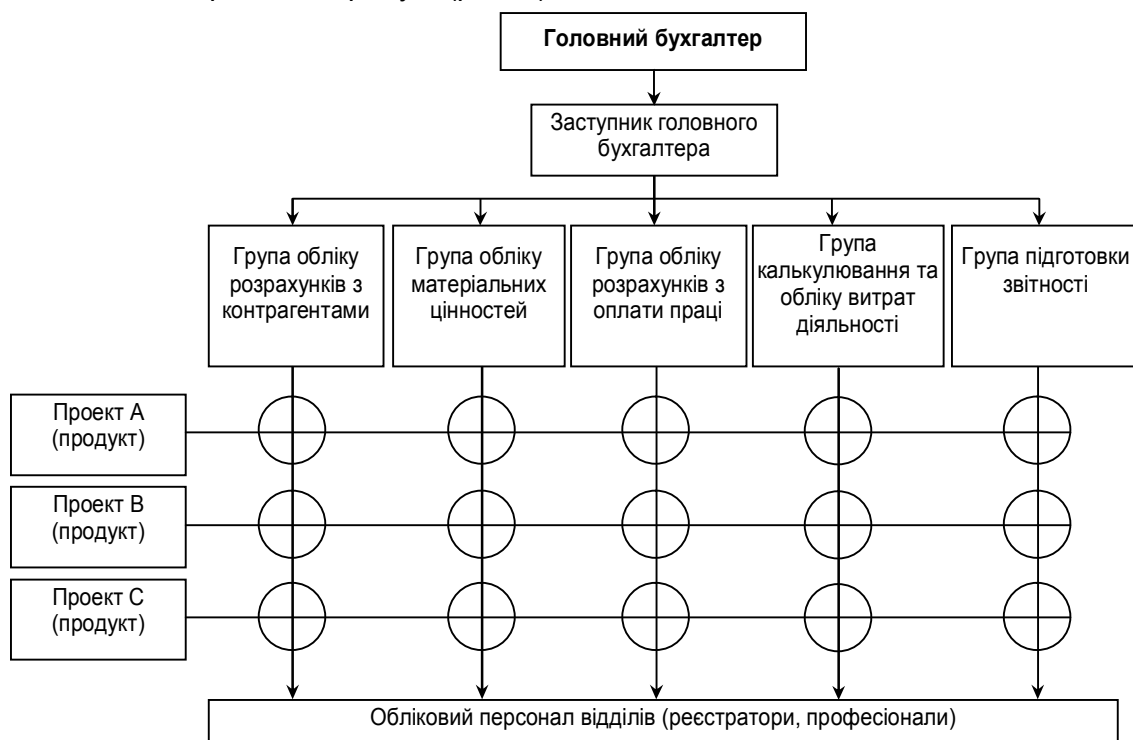 Головний бухгалтер
Заступник головного
бухгалтера
Група обліку
розрахунків з
контрагентами
Група обліку
матеріальних
цінностей
Група обліку
розрахунків з
оплати праці
Група
калькулювання та
обліку витрат
діяльності
Група підготовки
звітності
Проект А
(продукт)
Проект В
(продукт)
Проект С
(продукт)
Обліковий персонал відділів (реєстратори, професіонали)